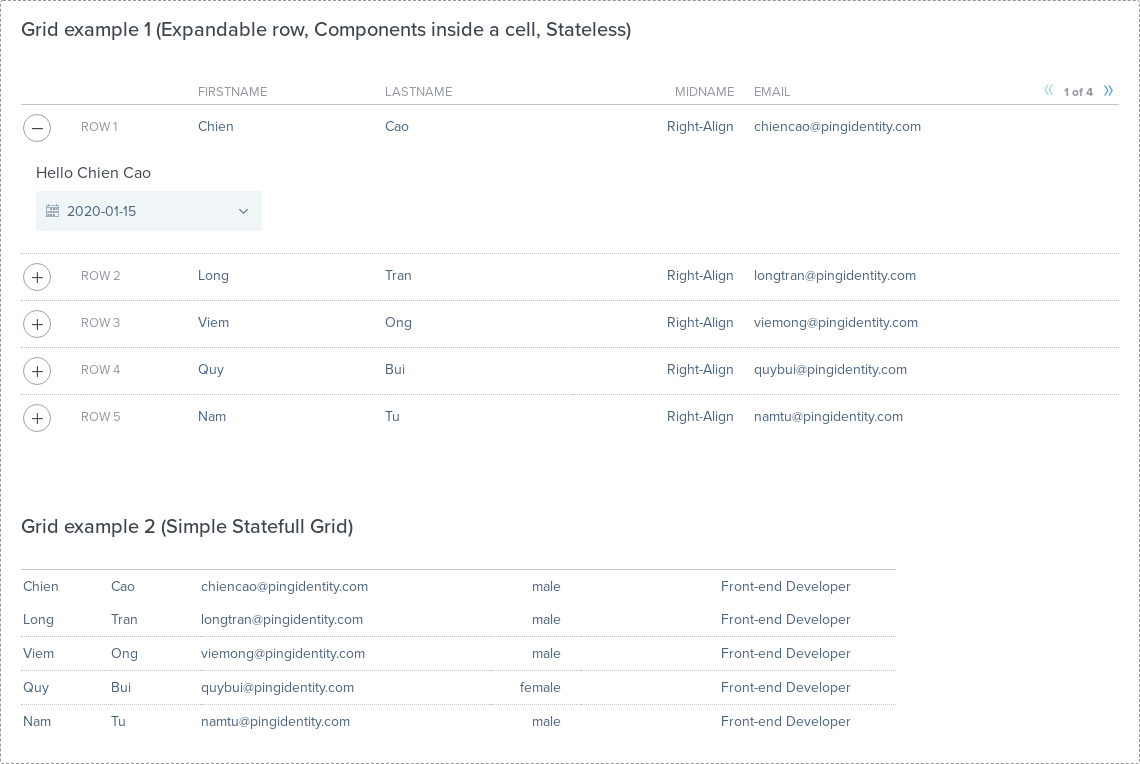 Grid example 1 (Expandable row, Components inside a cell, Stateless)
FIRSTNAME LASTNAME MIDNAME EMAIL 1 of 4
ROW 1 Chien Cao Right-Align chiencao@pingidentity.com
Hello Chien Cao
2020-01-15
ROW 2 Long Tran Right-Align longtran@pingidentity.com
ROW 3 Viem Ong Right-Align viemong@pingidentity.com
ROW 4 Quy Bui Right-Align quybui@pingidentity.com
ROW 5 Nam Tu Right-Align namtu@pingidentity.com
Grid example 2 (Simple Statefull Grid)
Chien Cao chiencao@pingidentity.com male Front-end Developer
Long Tran longtran@pingidentity.com male Front-end Developer
Viem Ong viemong@pingidentity.com male Front-end Developer
Quy Bui quybui@pingidentity.com female Front-end Developer
Nam Tu namtu@pingidentity.com male Front-end Developer